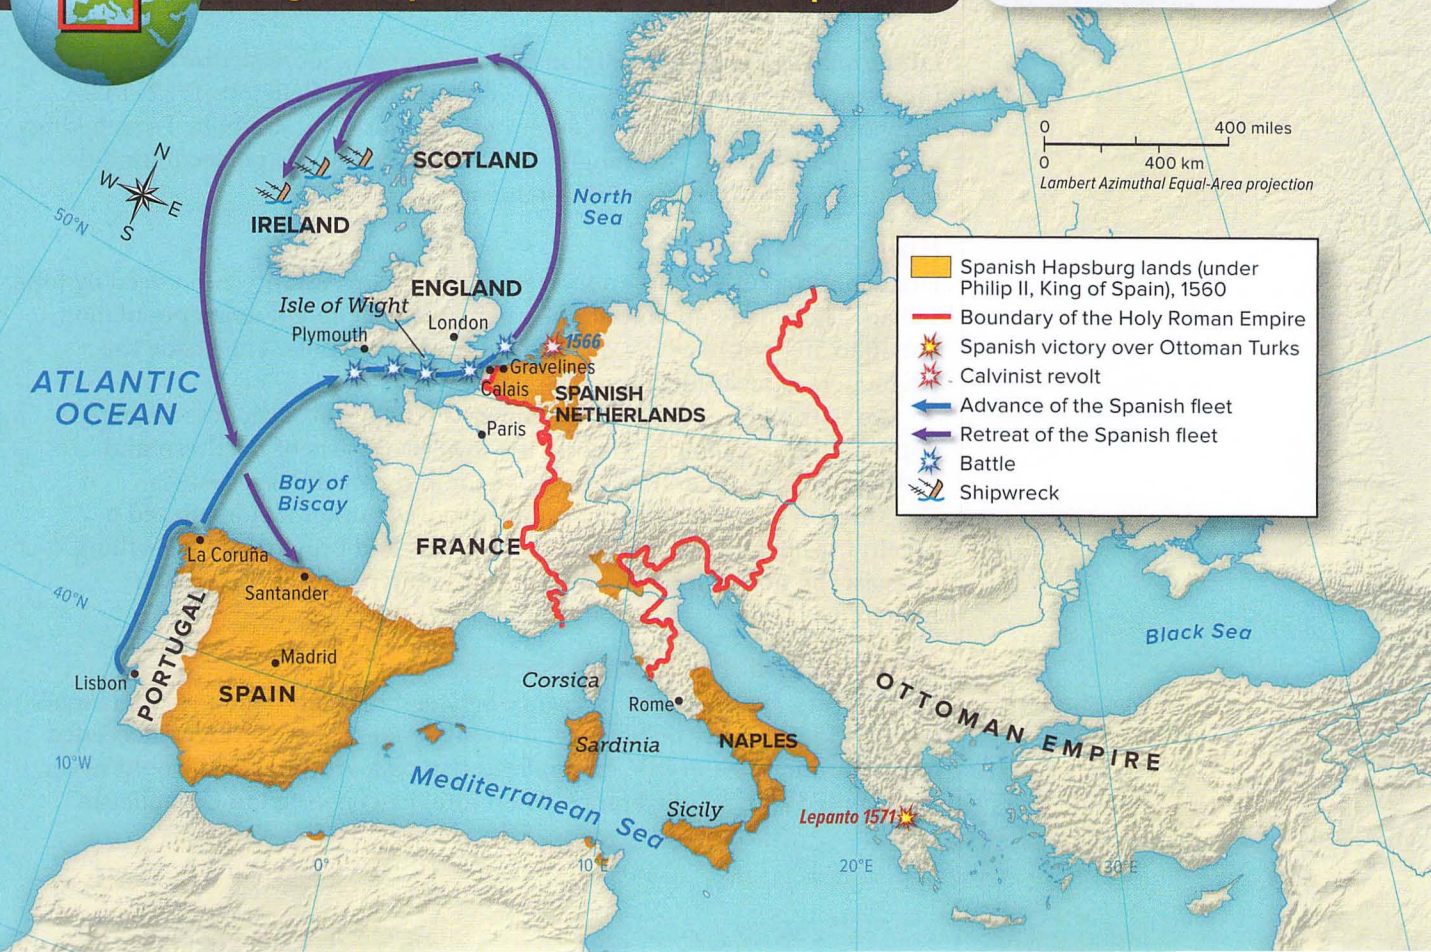 N
W
E
S
50°N
40°N
10°W
0°
10°E
20°E
30°E
SCOTLAND
IRELAND
North
Sea
ENGLAND
Isle of Wight
London
Plymouth
1566
Gravelines
Calais
SPANISH
NETHERLANDS
ATLANTIC
OCEAN
Paris
Bay of
Biscay
FRANCE
La Coruña
Santander
PORTUGAL
Madrid
Lisbon
SPAIN
Corsica
Rome
Sardinia
NAPLES
Mediterranean Sea
Sicily
Lepanto 1571
OTTOMAN EMPIRE
Black Sea
0 400 miles
0 400 km
Lambert Azimuthal Equal-Area projection
Spanish Hapsburg lands (under
Philip II, King of Spain), 1560
Boundary of the Holy Roman Empire
Spanish victory over Ottoman Turks
Calvinist revolt
Advance of the Spanish fleet
Retreat of the Spanish fleet
Battle
Shipwreck